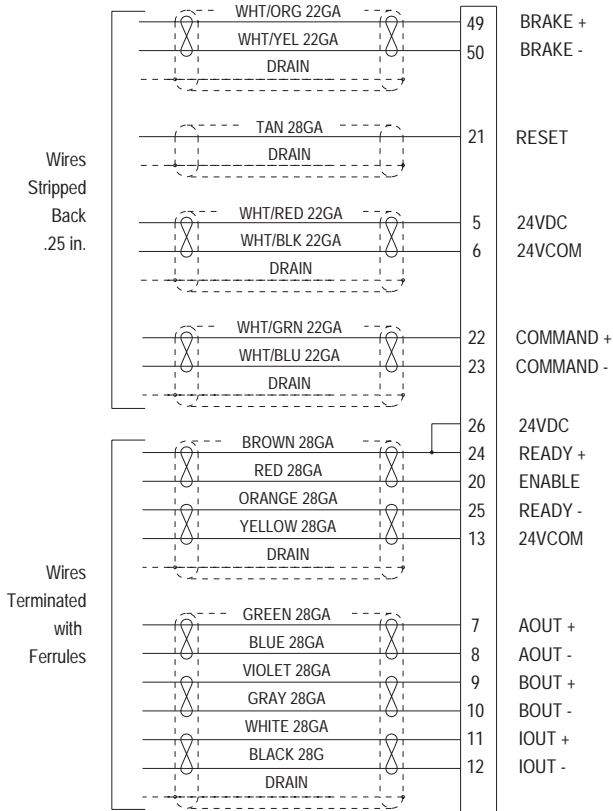 WHT/ORG 22GA 49 BRAKE +
WHT/YEL 22GA 50 BRAKE -
DRAIN
TAN 28GA 21 RESET
DRAIN
Wires
Stripped
Back
.25 in.
WHT/RED 22GA 5 24VDC
WHT/BLK 22GA 6 24VCOM
DRAIN
WHT/GRN 22GA 22 COMMAND +
WHT/BLU 22GA 23 COMMAND -
DRAIN
26 24VDC
BROWN 28GA 24 READY +
RED 28GA 20 ENABLE
ORANGE 28GA 25 READY -
YELLOW 28GA 13 24VCOM
DRAIN
Wires
Terminated
with
Ferrules
GREEN 28GA 7 AOUT +
BLUE 28GA 8 AOUT -
VIOLET 28GA 9 BOUT +
GRAY 28GA 10 BOUT -
WHITE 28GA 11 IOUT +
BLACK 28G 12 IOUT -
DRAIN